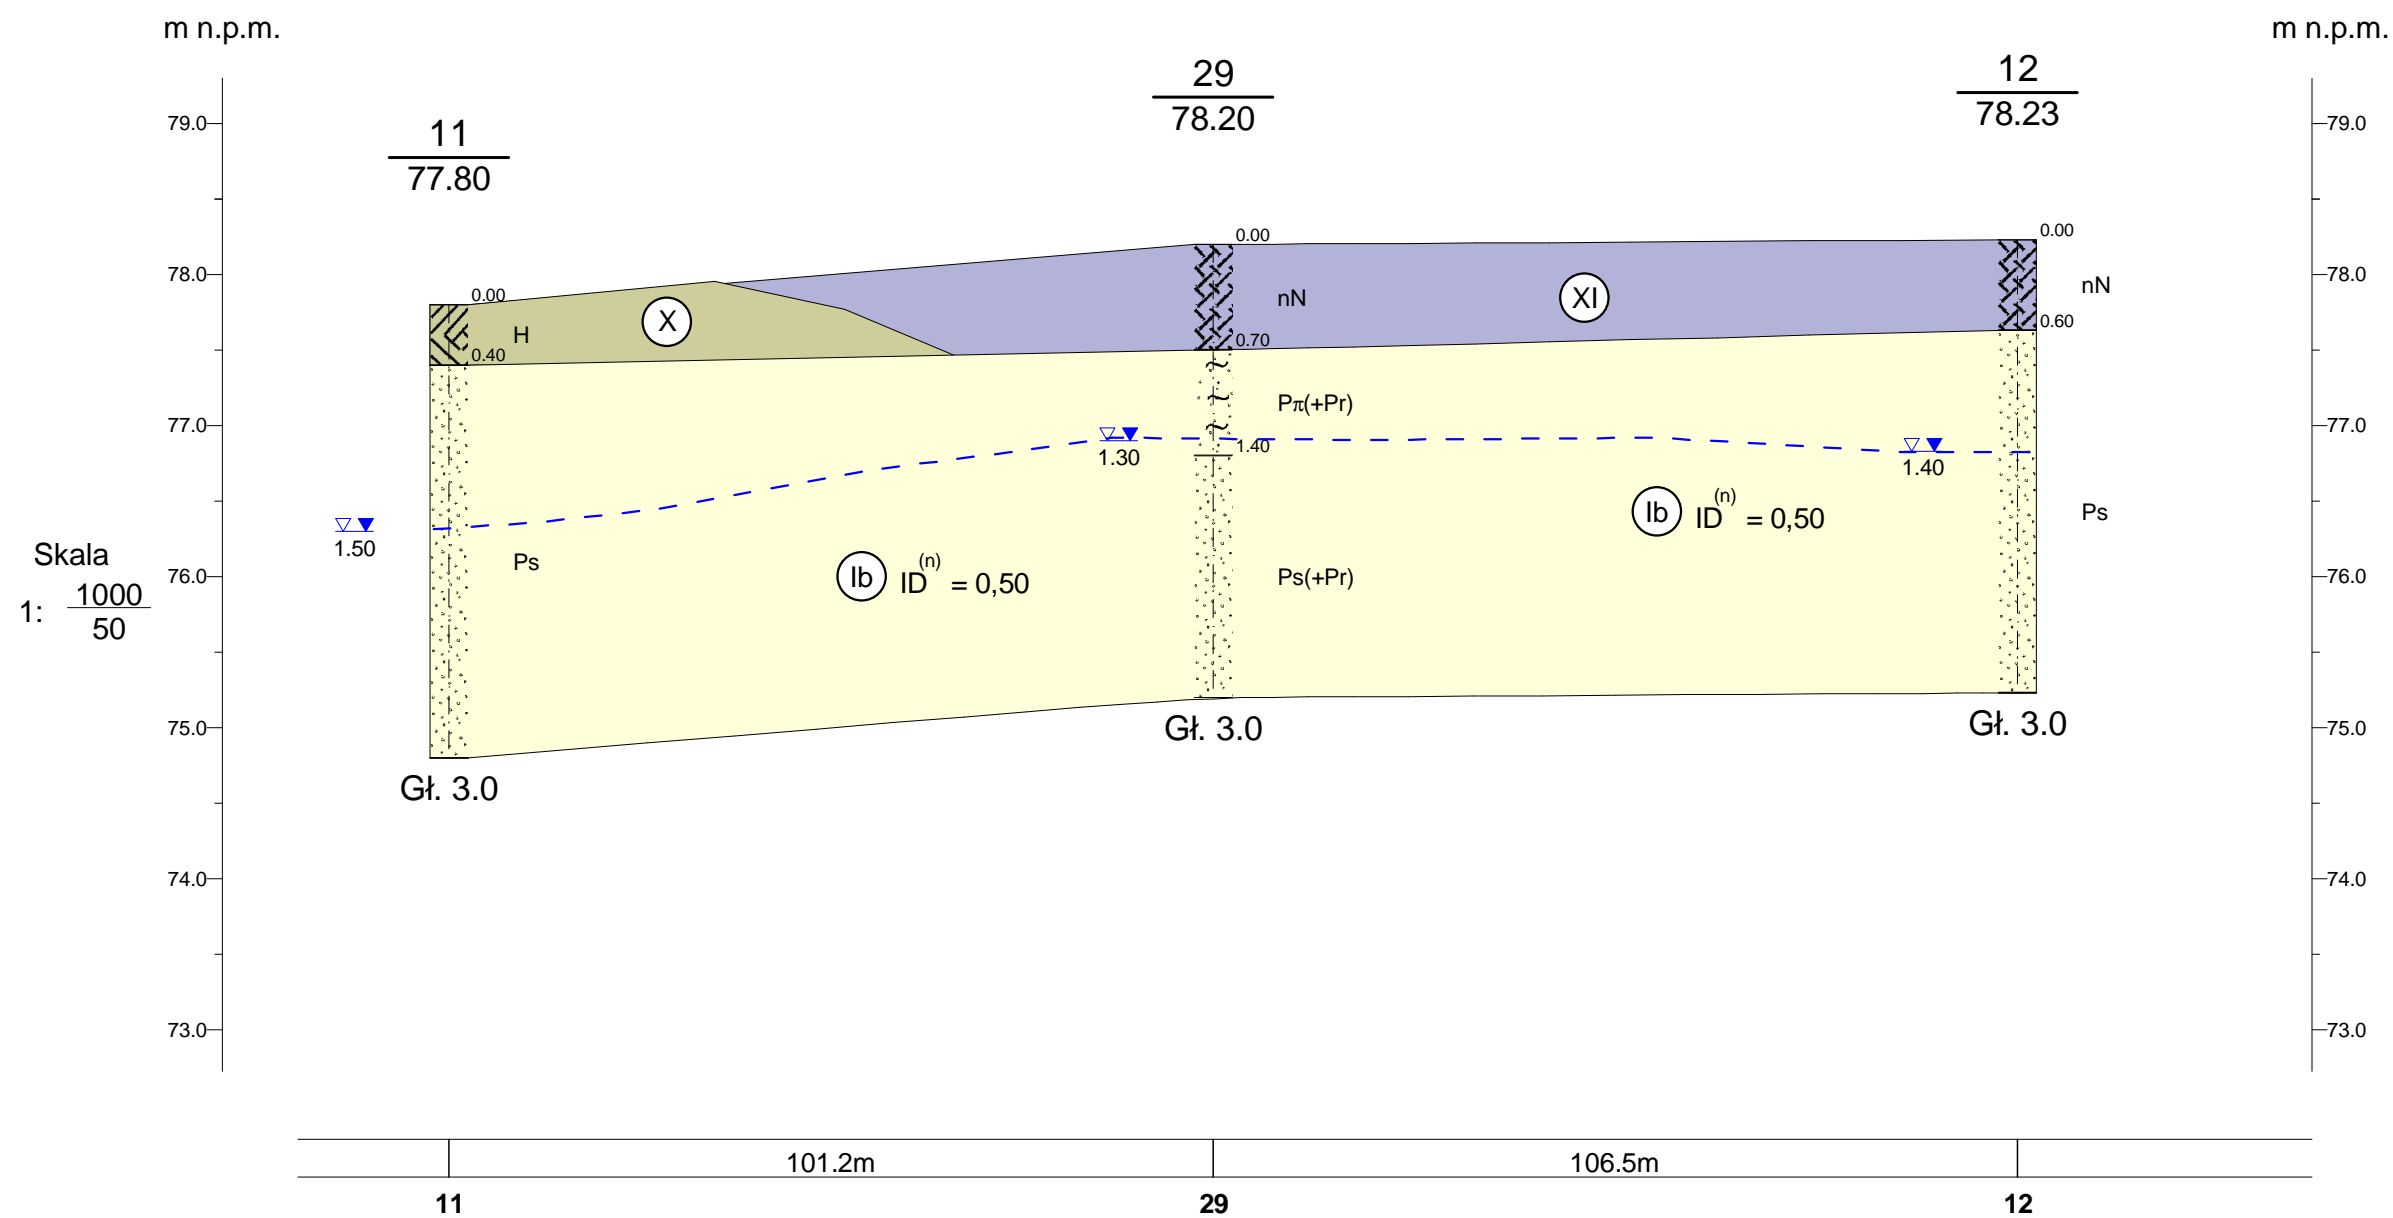 m n.p.m.
m n.p.m.
11
77.80
29
78.20
12
78.23
79.0
78.0
77.0
76.0
75.0
74.0
73.0
79.0
78.0
77.0
76.0
75.0
74.0
73.0
Skala
1: 1000
50
0.00
H
0.40
X
1.50
Ps
Gł. 3.0
Ib ID(n) = 0,50
0.00
nN
0.70
Pπ(+Pr)
1.30
1.40
Ps(+Pr)
Gł. 3.0
XI
Ib ID(n) = 0,50
0.00
nN
0.60
1.40
Ps
Gł. 3.0
101.2m
106.5m
11
29
12